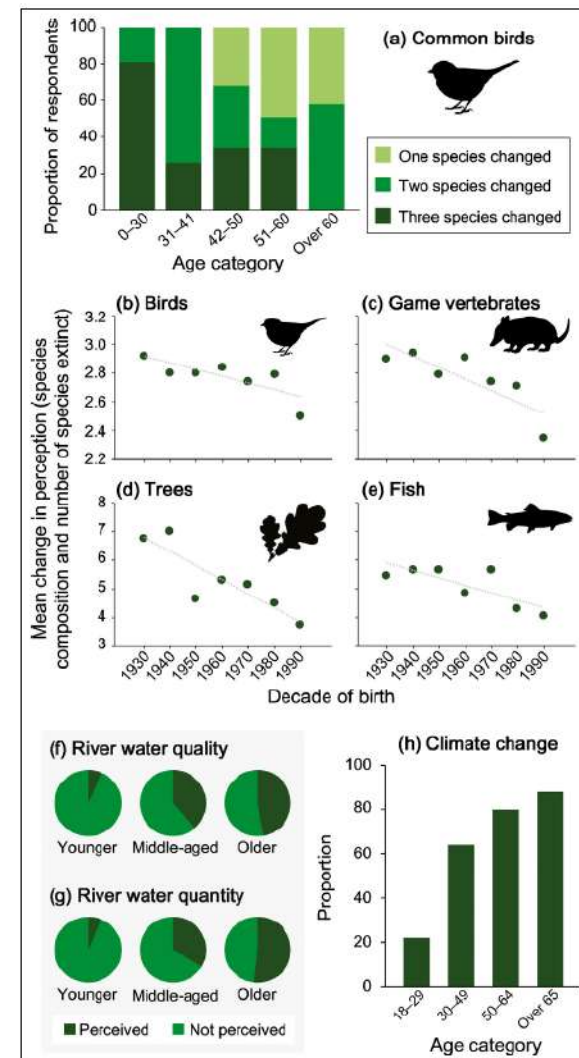 (a) Common birds
Proportion of respondents
100
80
60
40
20
0
0–30
31–41
42–50
51–60
Over 60
Age category
One species changed
Two species changed
Three species changed
Mean change in perception (species
composition and number of species extinct)
(b) Birds
3.2
3.0
2.8
2.6
2.4
2.2
(c) Game vertebrates
(d) Trees
8
7
6
5
4
3
1930
1940
1950
1960
1970
1980
1990
(e) Fish
1930
1940
1950
1960
1970
1980
1990
Decade of birth
(f) River water quality
Younger
Middle-aged
Older
(g) River water quantity
Younger
Middle-aged
Older
Perceived
Not perceived
(h) Climate change
Proportion
100
80
60
40
20
0
18–29
30–49
50–64
Over 65
Age category